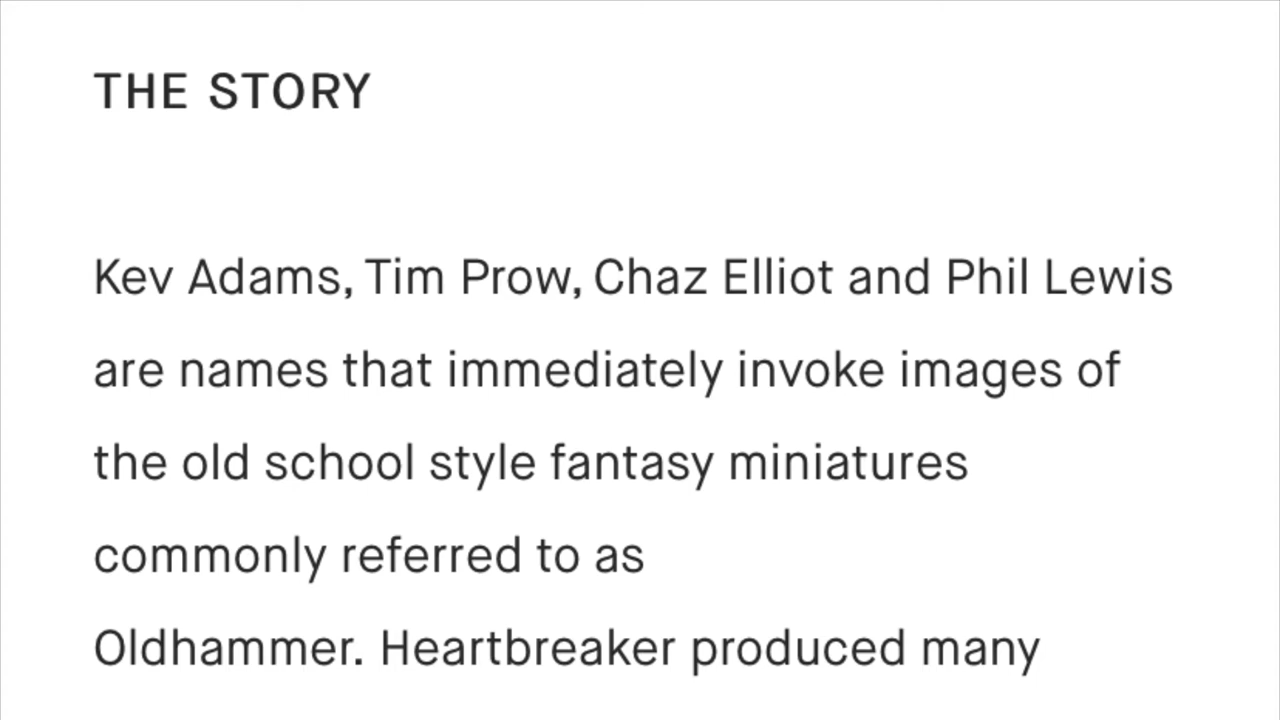 THE STORY
Kev Adams, Tim Prow, Chaz Elliot and Phil Lewis
are names that immediately invoke images of
the old school style fantasy miniatures
commonly referred to as
Oldhammer. Heartbreaker produced many